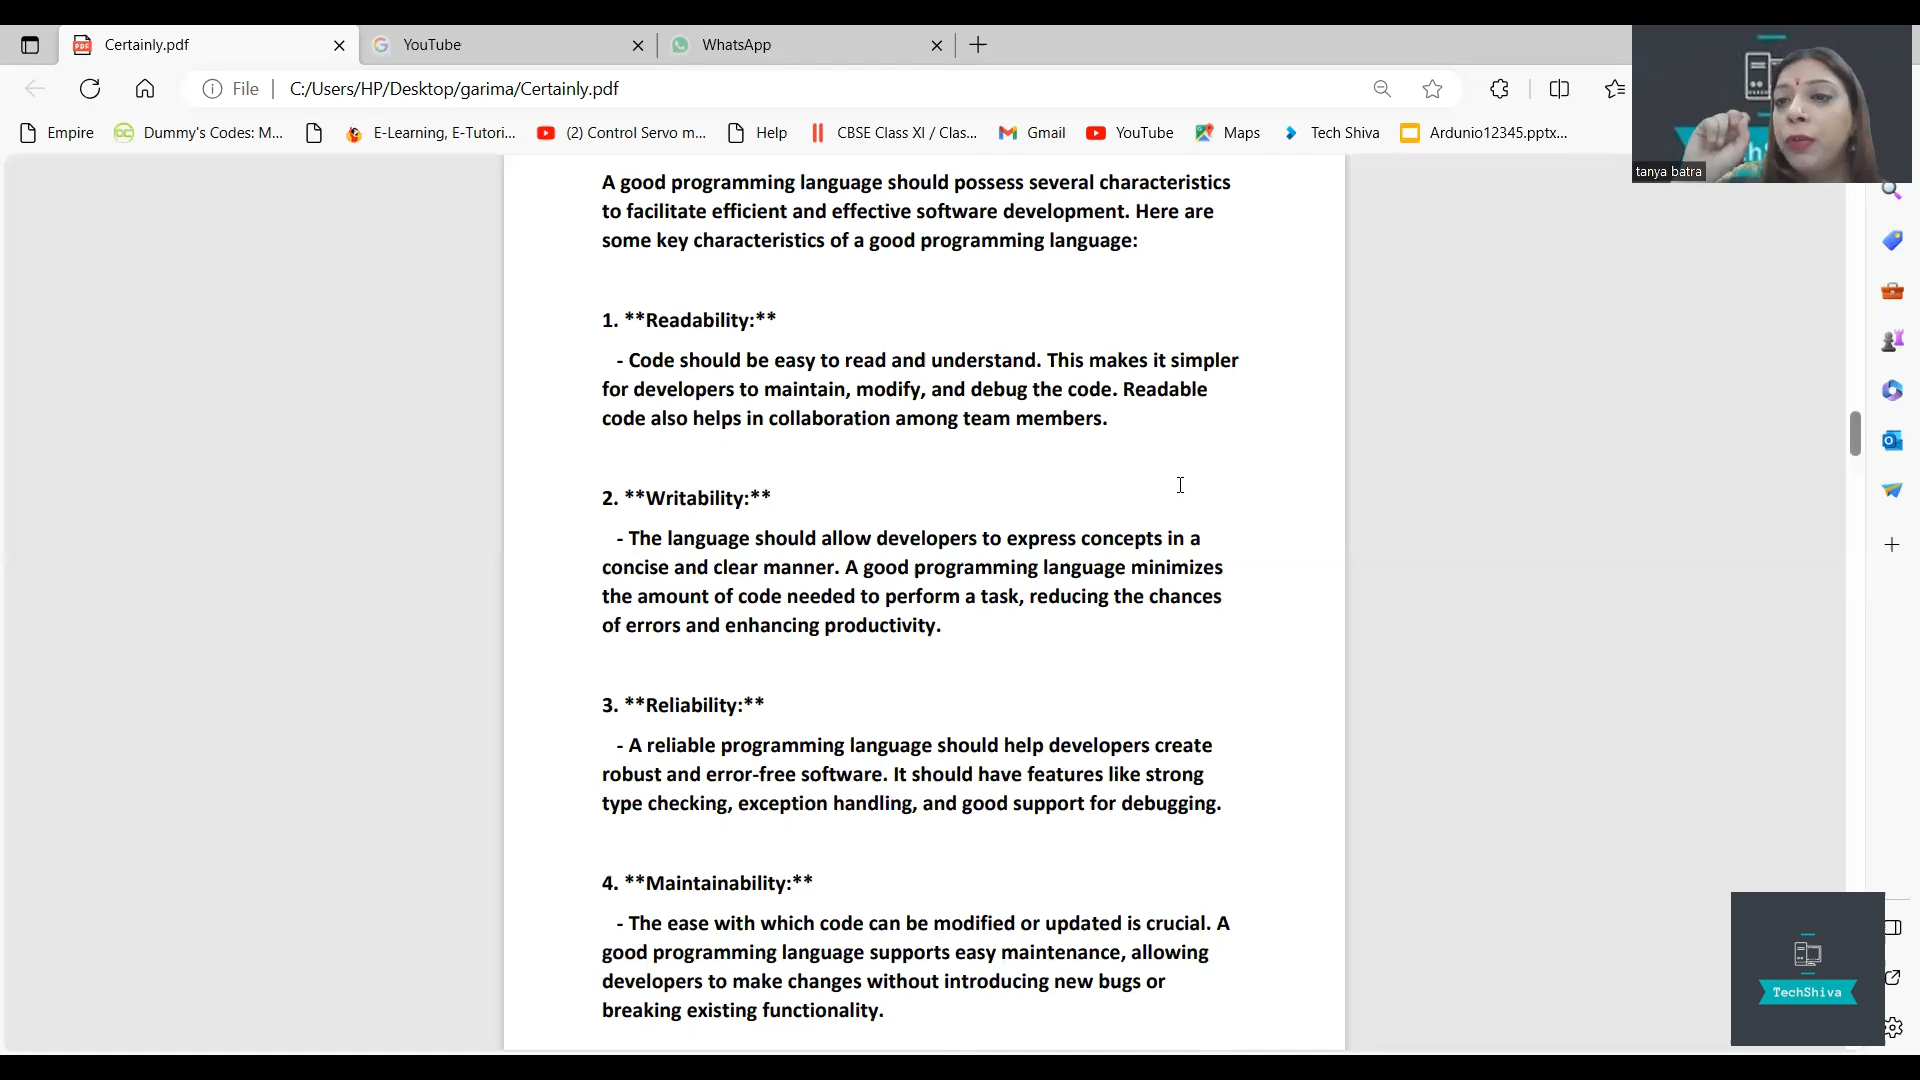 Certainly.pdf
YouTube
WhatsApp
File
C:/Users/HP/Desktop/garima/Certainly.pdf
Empire
Dummy's Codes: M...
E-Learning, E-Tutori...
(2) Control Servo m...
Help
CBSE Class XI / Clas...
Gmail
YouTube
Maps
Tech Shiva
Ardunio12345.pptx...
tanya batra
A good programming language should possess several characteristics
to facilitate efficient and effective software development. Here are
some key characteristics of a good programming language:
1. **Readability:**
- Code should be easy to read and understand. This makes it simpler
for developers to maintain, modify, and debug the code. Readable
code also helps in collaboration among team members.
2. **Writability:**
- The language should allow developers to express concepts in a
concise and clear manner. A good programming language minimizes
the amount of code needed to perform a task, reducing the chances
of errors and enhancing productivity.
3. **Reliability:**
- A reliable programming language should help developers create
robust and error-free software. It should have features like strong
type checking, exception handling, and good support for debugging.
4. **Maintainability:**
- The ease with which code can be modified or updated is crucial. A
good programming language supports easy maintenance, allowing
developers to make changes without introducing new bugs or
breaking existing functionality.
TechShiva